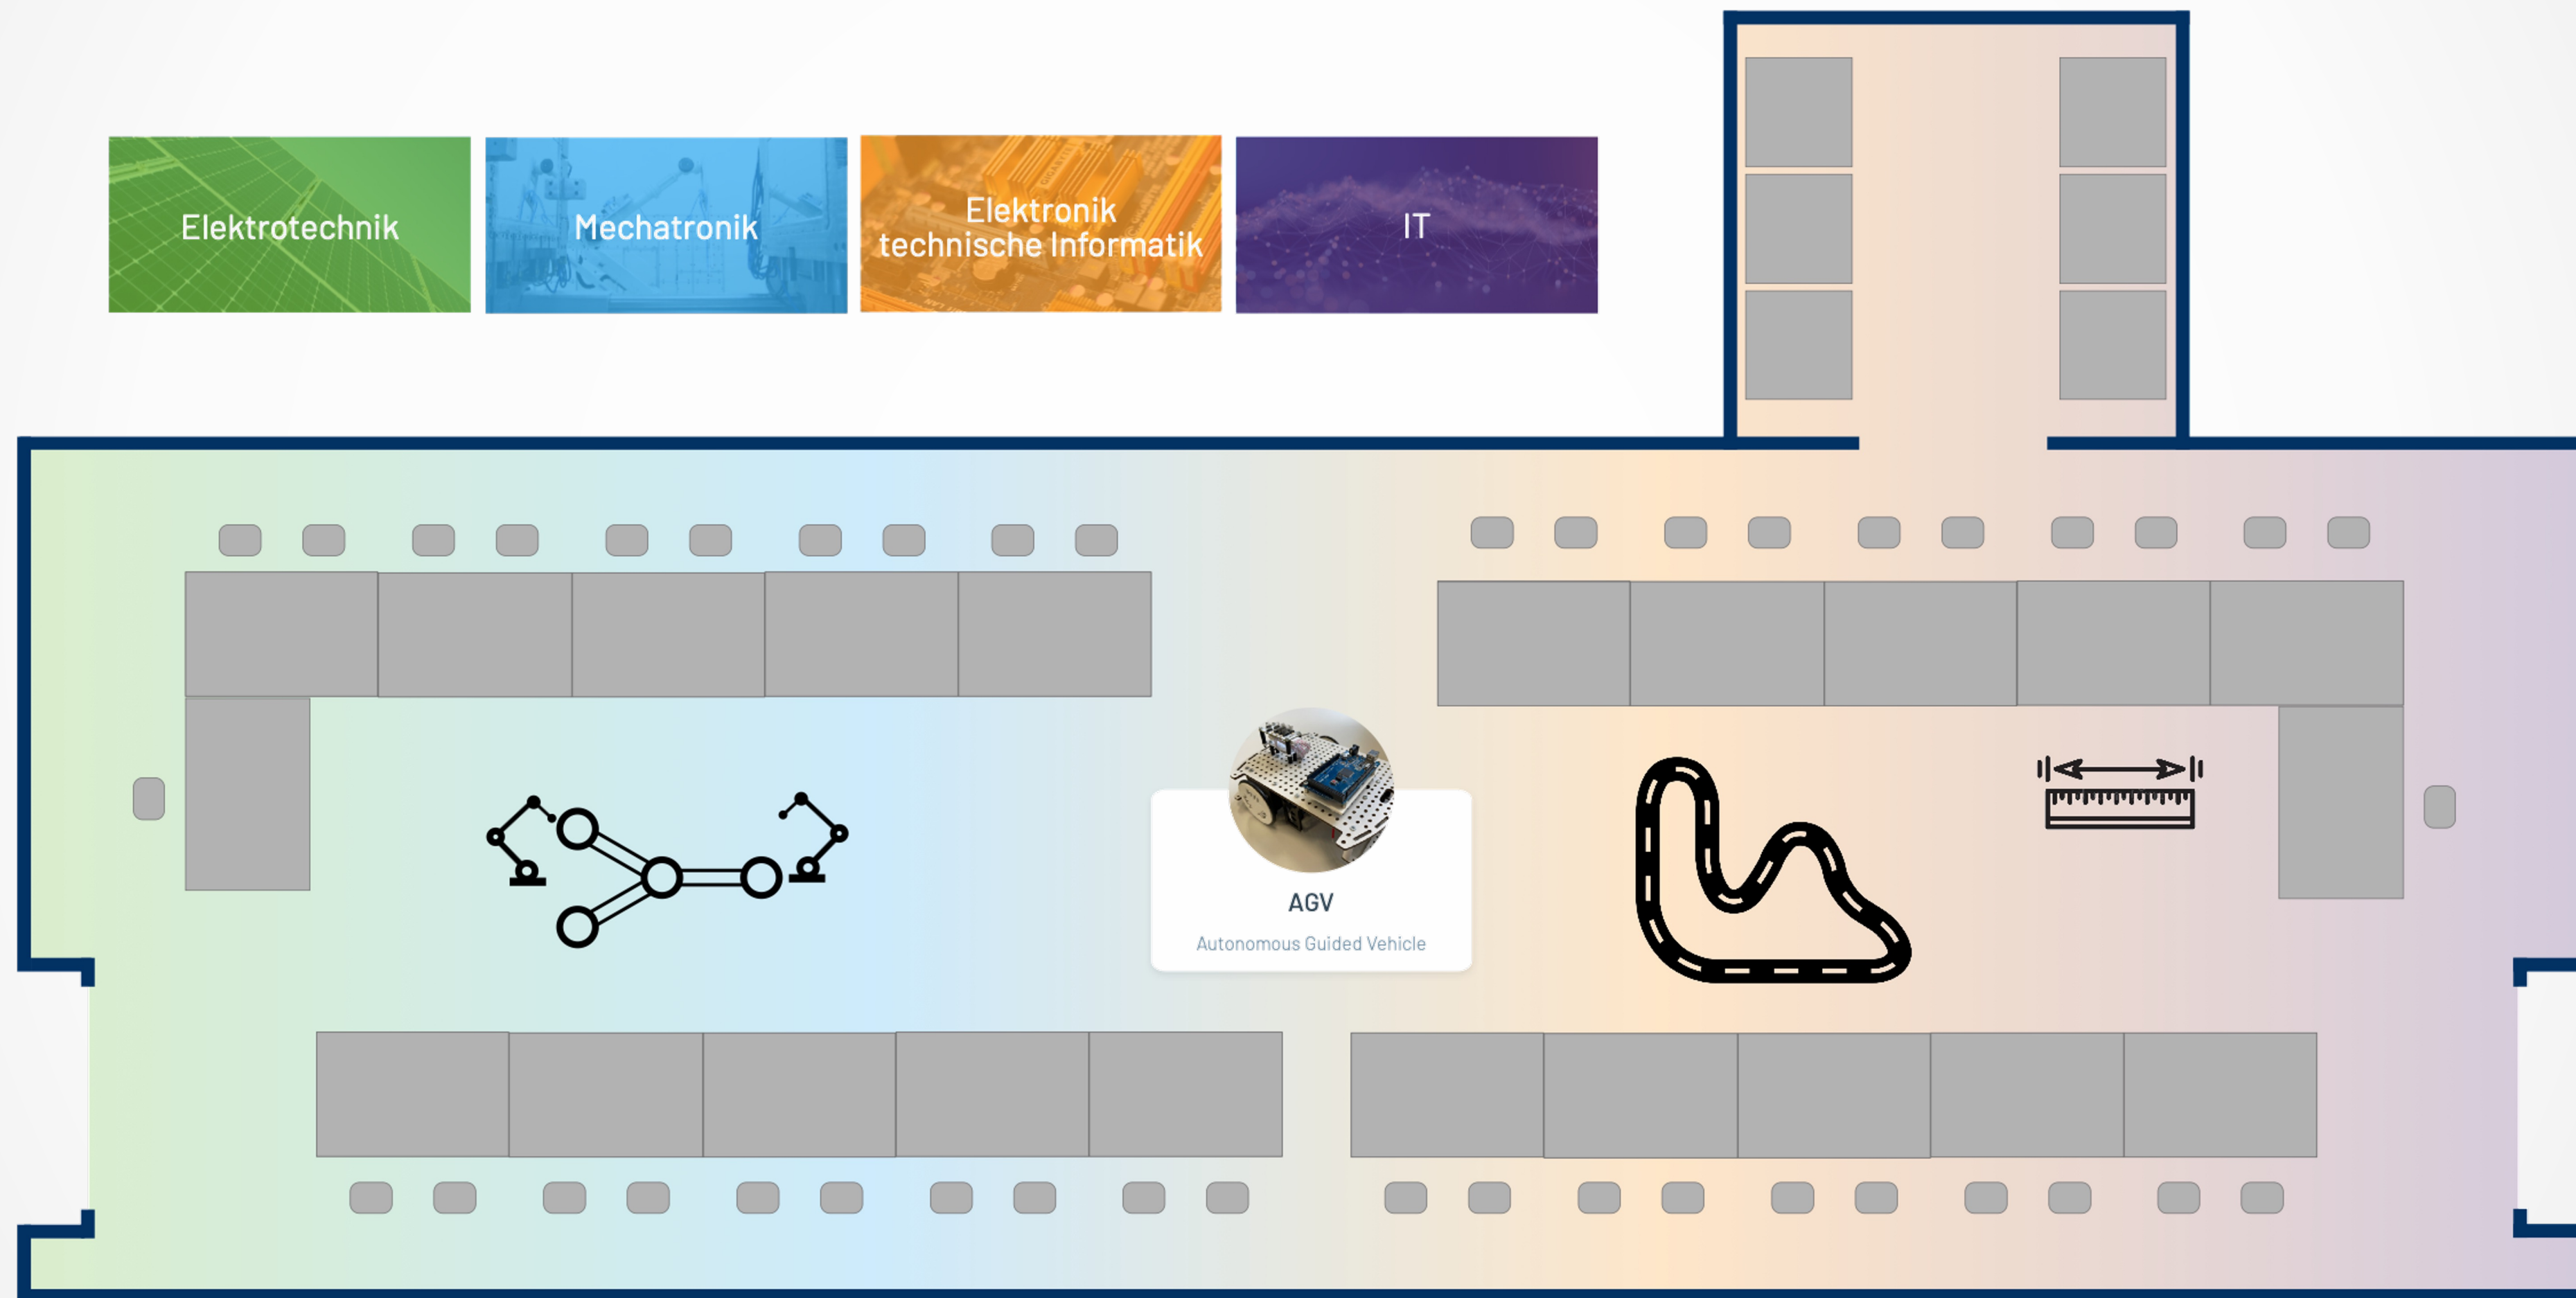 Elektrotechnik
Mechatronik
Elektronik
technische Informatik
IT
AGV
Autonomous Guided Vehicle